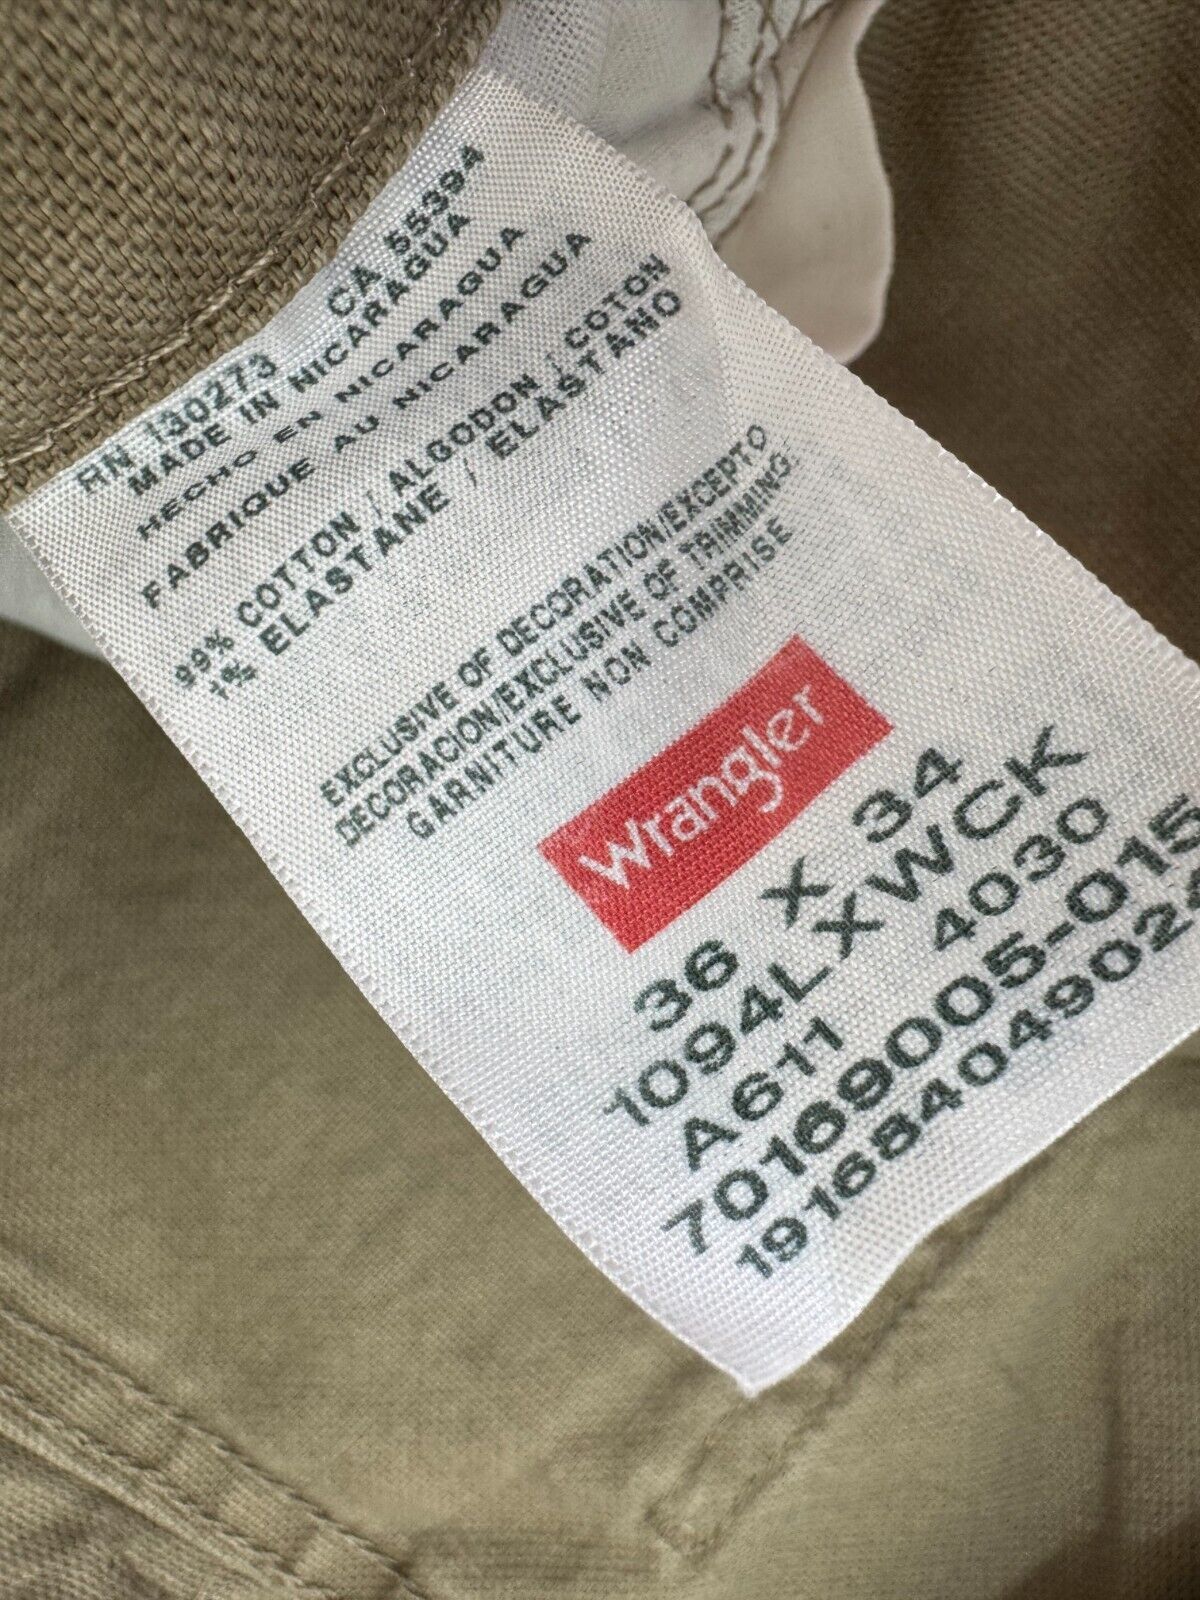 RN 130273 CA 55394
MADE IN NICARAGUA
HECHO EN NICARAGUA
FABRIQUE AU NICARAGUA
99% COTTON / ALGODON / COTON
1% ELASTANE / ELASTANO
EXCLUSIVE OF DECORATION/EXCEPTO
DECORACION/EXCLUSIVE OF TRIMMING.
GARNITURE NON COMPRISE
Wrangler
36 X 34
1094LXWCK
A611 4030
70169005-015
19168404902